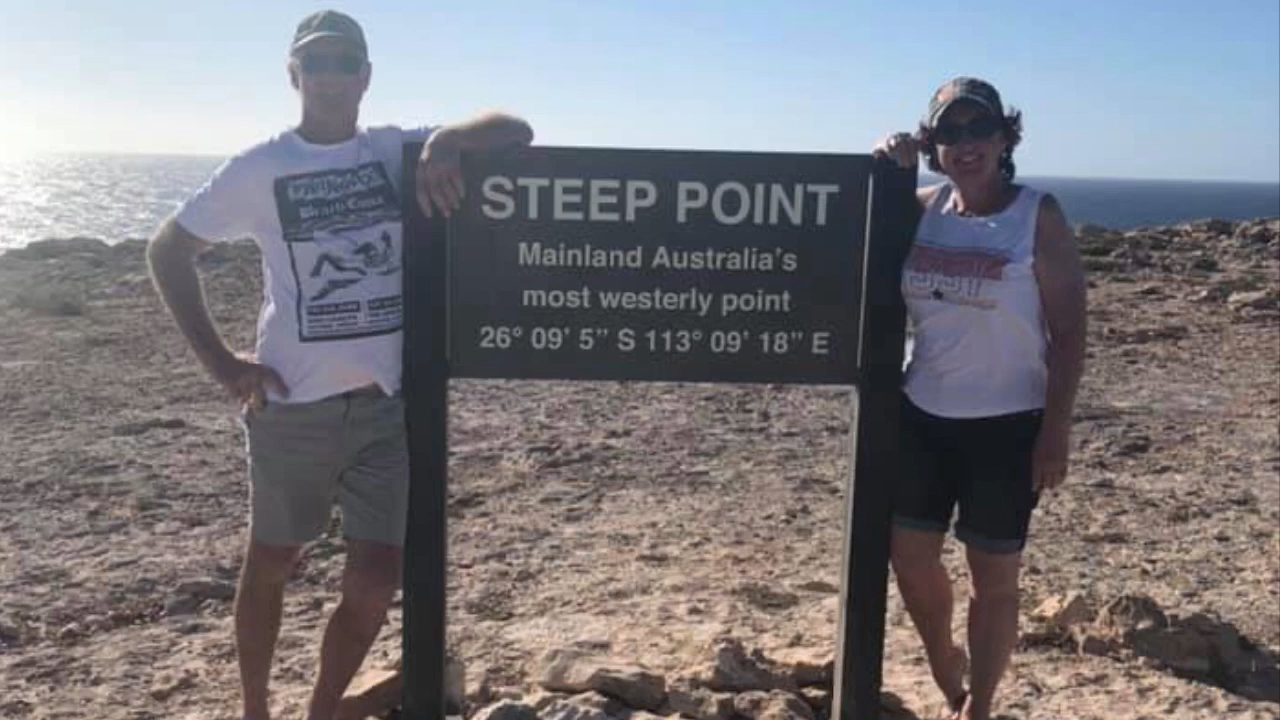 STEEP POINT
Mainland Australia's
most westerly point
26° 09' 5" S 113° 09' 18" E